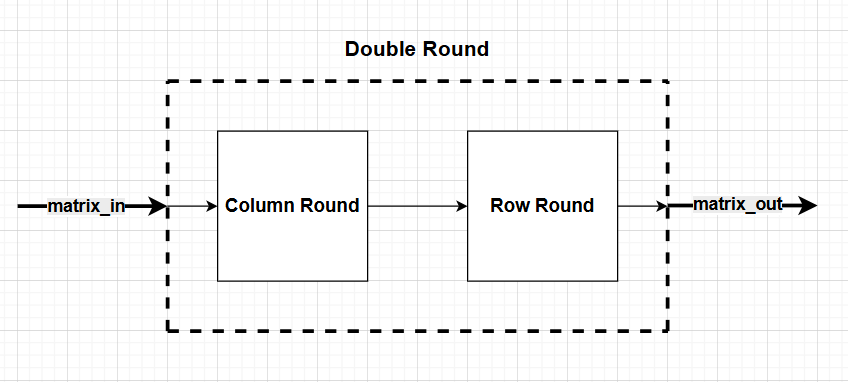 Double Round
matrix_in
Column Round
Row Round
matrix_out